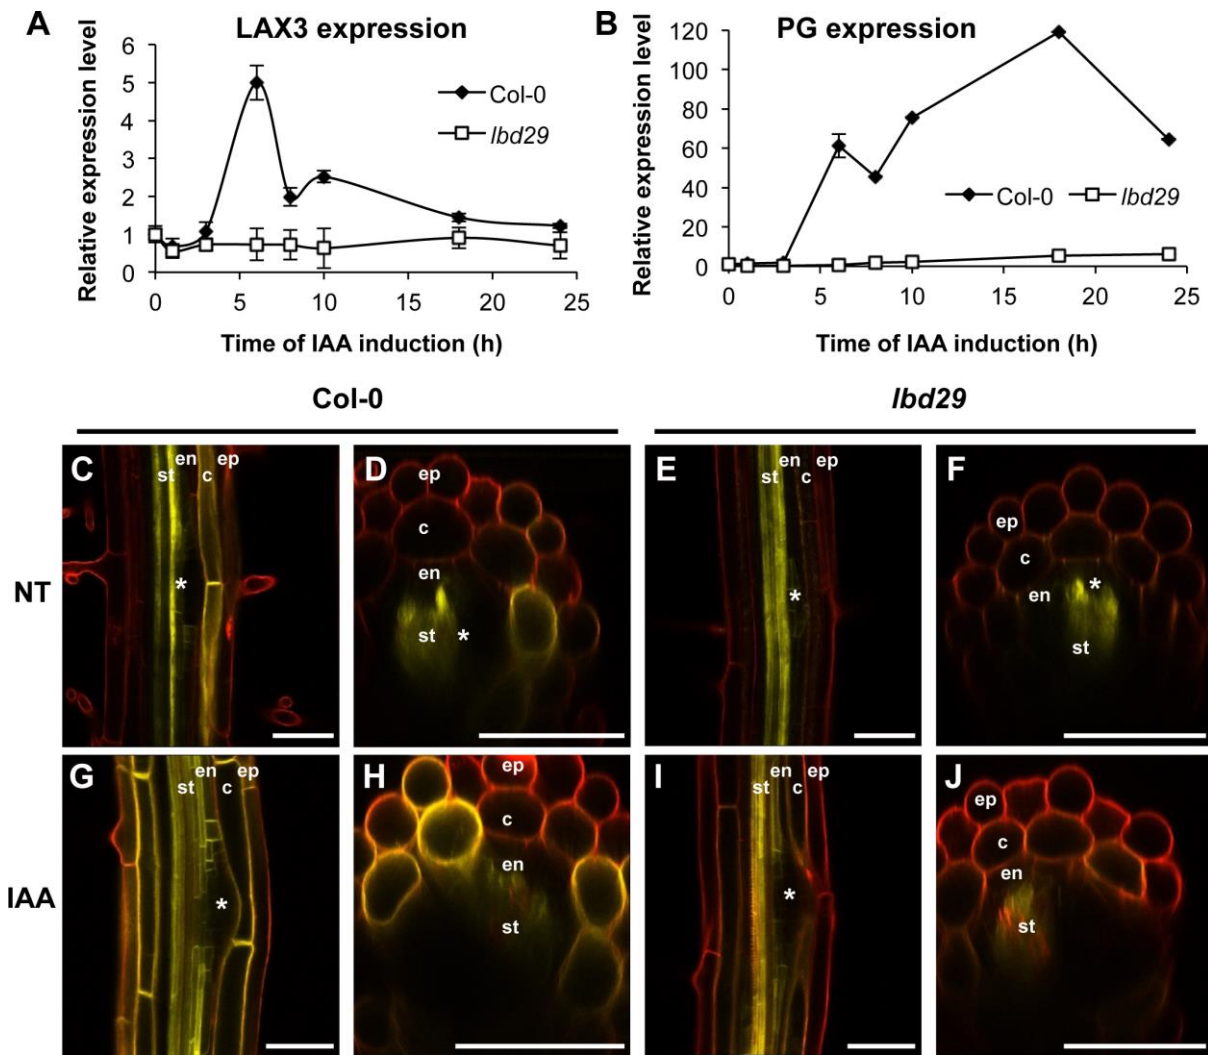 A
LAX3 expression
Relative expression level
6
5
4
3
2
1
0
Col-0
lbd29
0 5 10 15 20 25
Time of IAA induction (h)
B
PG expression
Relative expression level
120
100
80
60
40
20
0
Col-0 lbd29
0 5 10 15 20 25
Time of IAA induction (h)
Col-0
lbd29
NT
C
en ep
st c
*
D
ep
c
en
st *
E
en ep
st c
*
F
ep
c
en *
st
IAA
G
en ep
st c
*
H
ep
c
en
st
I
en ep
st c
*
J
ep
c
en
st